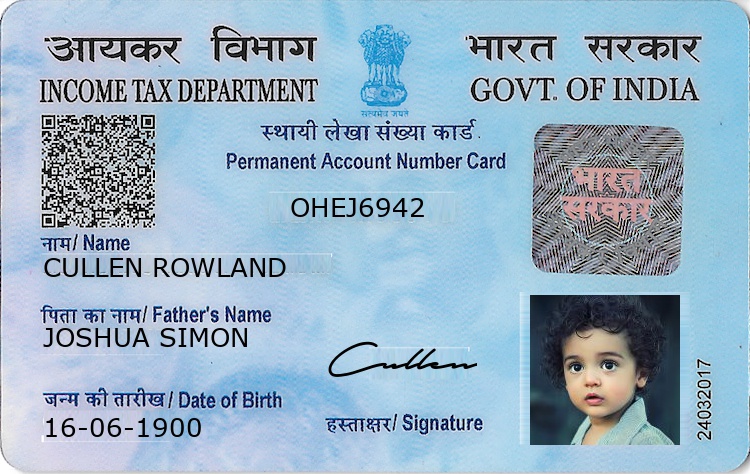 आयकर विभाग
INCOME TAX DEPARTMENT
सत्यमेव जयते
भारत सरकार
GOVT. OF INDIA
स्थायी लेखा संख्या कार्ड
Permanent Account Number Card
OHEJ6942
भारत
सरकार
नाम/ Name
CULLEN ROWLAND
पिता का नाम/ Father's Name
JOSHUA SIMON
जन्म की तारीख/ Date of Birth
16-06-1900
Cullen
हस्ताक्षर/ Signature
24032017